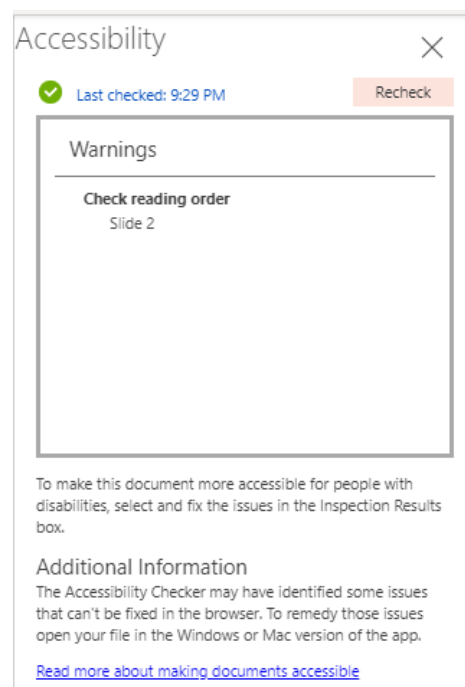 Accessibility
Last checked: 9:29 PM
Recheck
Warnings
Check reading order
Slide 2
To make this document more accessible for people with
disabilities, select and fix the issues in the Inspection Results
box.
Additional Information
The Accessibility Checker may have identified some issues
that can't be fixed in the browser. To remedy those issues
open your file in the Windows or Mac version of the app.
Read more about making documents accessible